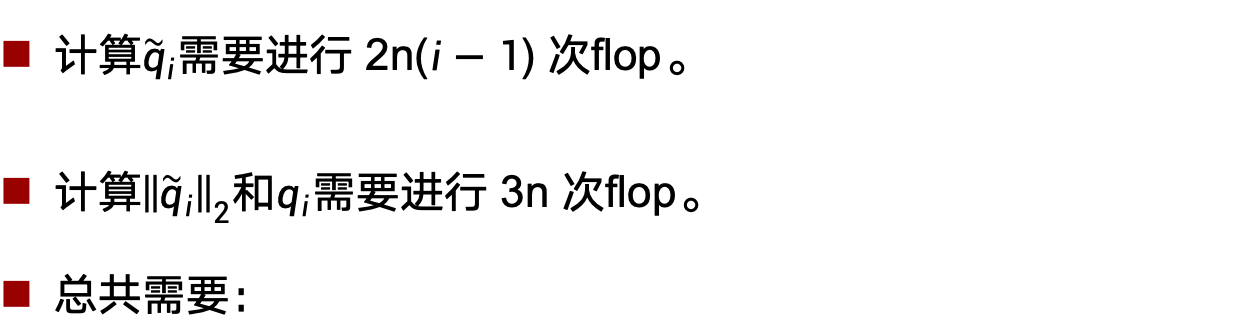 ■ 计算q̃ᵢ需要进行 2n(i – 1) 次flop。
■ 计算‖q̃ᵢ‖₂和qᵢ需要进行 3n 次flop。
■ 总共需要：